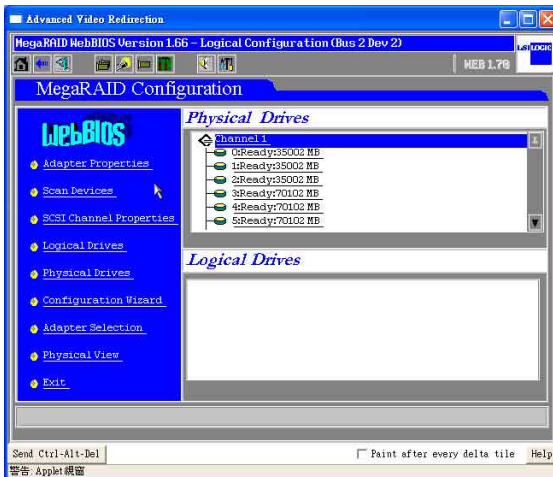 Advanced Video Redirection
MegaRAID WebBIOS Version 1.66 - Logical Configuration (Bus 2 Dev 2)
LSI LOGIC
WEB 1.78
MegaRAID Configuration
WebBIOS
Adapter Properties
Scan Devices
SCSI Channel Properties
Logical Drives
Physical Drives
Configuration Wizard
Adapter Selection
Physical View
Exit
Physical Drives
Channel 1
0:Ready:35002 MB
1:Ready:35002 MB
2:Ready:35002 MB
3:Ready:70102 MB
4:Ready:70102 MB
5:Ready:70102 MB
Logical Drives
Send Ctrl-Alt-Del
Paint after every delta tile
Help
警告: Applet 視窗